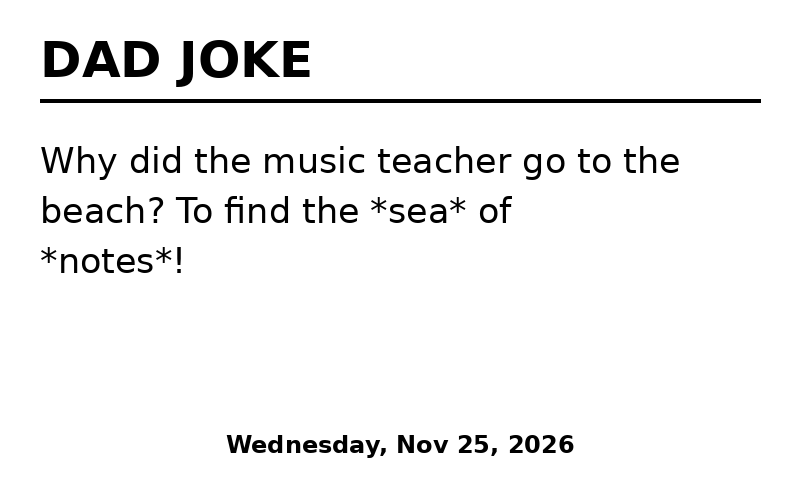 DAD JOKE
Why did the music teacher go to the
beach? To find the *sea* of
*notes*!
Wednesday, Nov 25, 2026